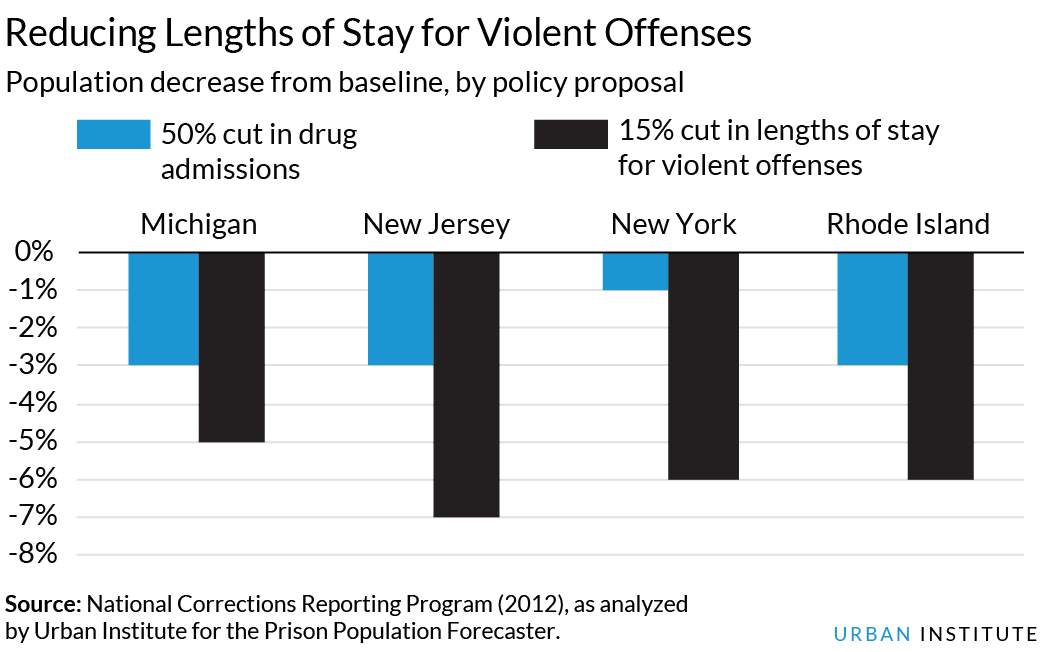 Reducing Lengths of Stay for Violent Offenses
Population decrease from baseline, by policy proposal
50% cut in drug
admissions
15% cut in lengths of stay
for violent offenses
Michigan
New Jersey
New York
Rhode Island
0%
-1%
-2%
-3%
-4%
-5%
-6%
-7%
-8%
Source: National Corrections Reporting Program (2012), as analyzed
by Urban Institute for the Prison Population Forecaster.
URBAN INSTITUTE